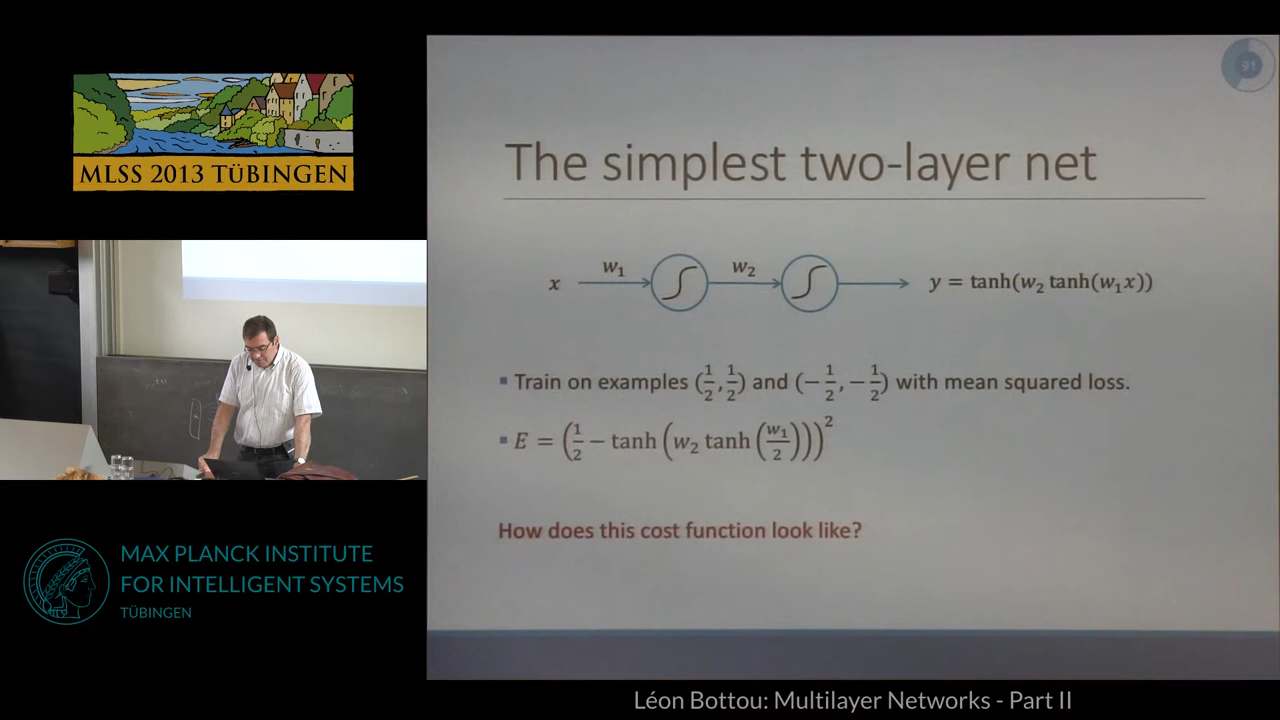 MLSS 2013 TÜBINGEN
91
The simplest two-layer net
x w₁ w₂ y = tanh(w₂ tanh(w₁x))
▪ Train on examples (1/2, 1/2) and (−1/2, −1/2) with mean squared loss.
▪ E = (1/2 − tanh (w₂ tanh (w₁/2)))²
How does this cost function look like?
MAX PLANCK INSTITUTE
FOR INTELLIGENT SYSTEMS
TÜBINGEN
Léon Bottou: Multilayer Networks - Part II